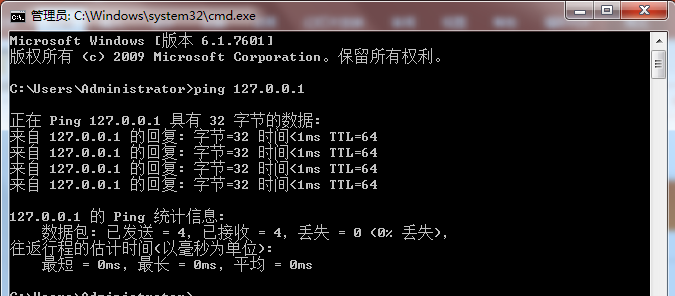 管理员: C:\Windows\system32\cmd.exe
Microsoft Windows [版本 6.1.7601]
版权所有 (c) 2009 Microsoft Corporation。保留所有权利。
C:\Users\Administrator>ping 127.0.0.1
正在 Ping 127.0.0.1 具有 32 字节的数据:
来自 127.0.0.1 的回复: 字节=32 时间<1ms TTL=64
来自 127.0.0.1 的回复: 字节=32 时间<1ms TTL=64
来自 127.0.0.1 的回复: 字节=32 时间<1ms TTL=64
来自 127.0.0.1 的回复: 字节=32 时间<1ms TTL=64
127.0.0.1 的 Ping 统计信息:
数据包: 已发送 = 4，已接收 = 4，丢失 = 0 (0% 丢失)，
往返行程的估计时间(以毫秒为单位):
最短 = 0ms，最长 = 0ms，平均 = 0ms
C:\Users\Administrator>